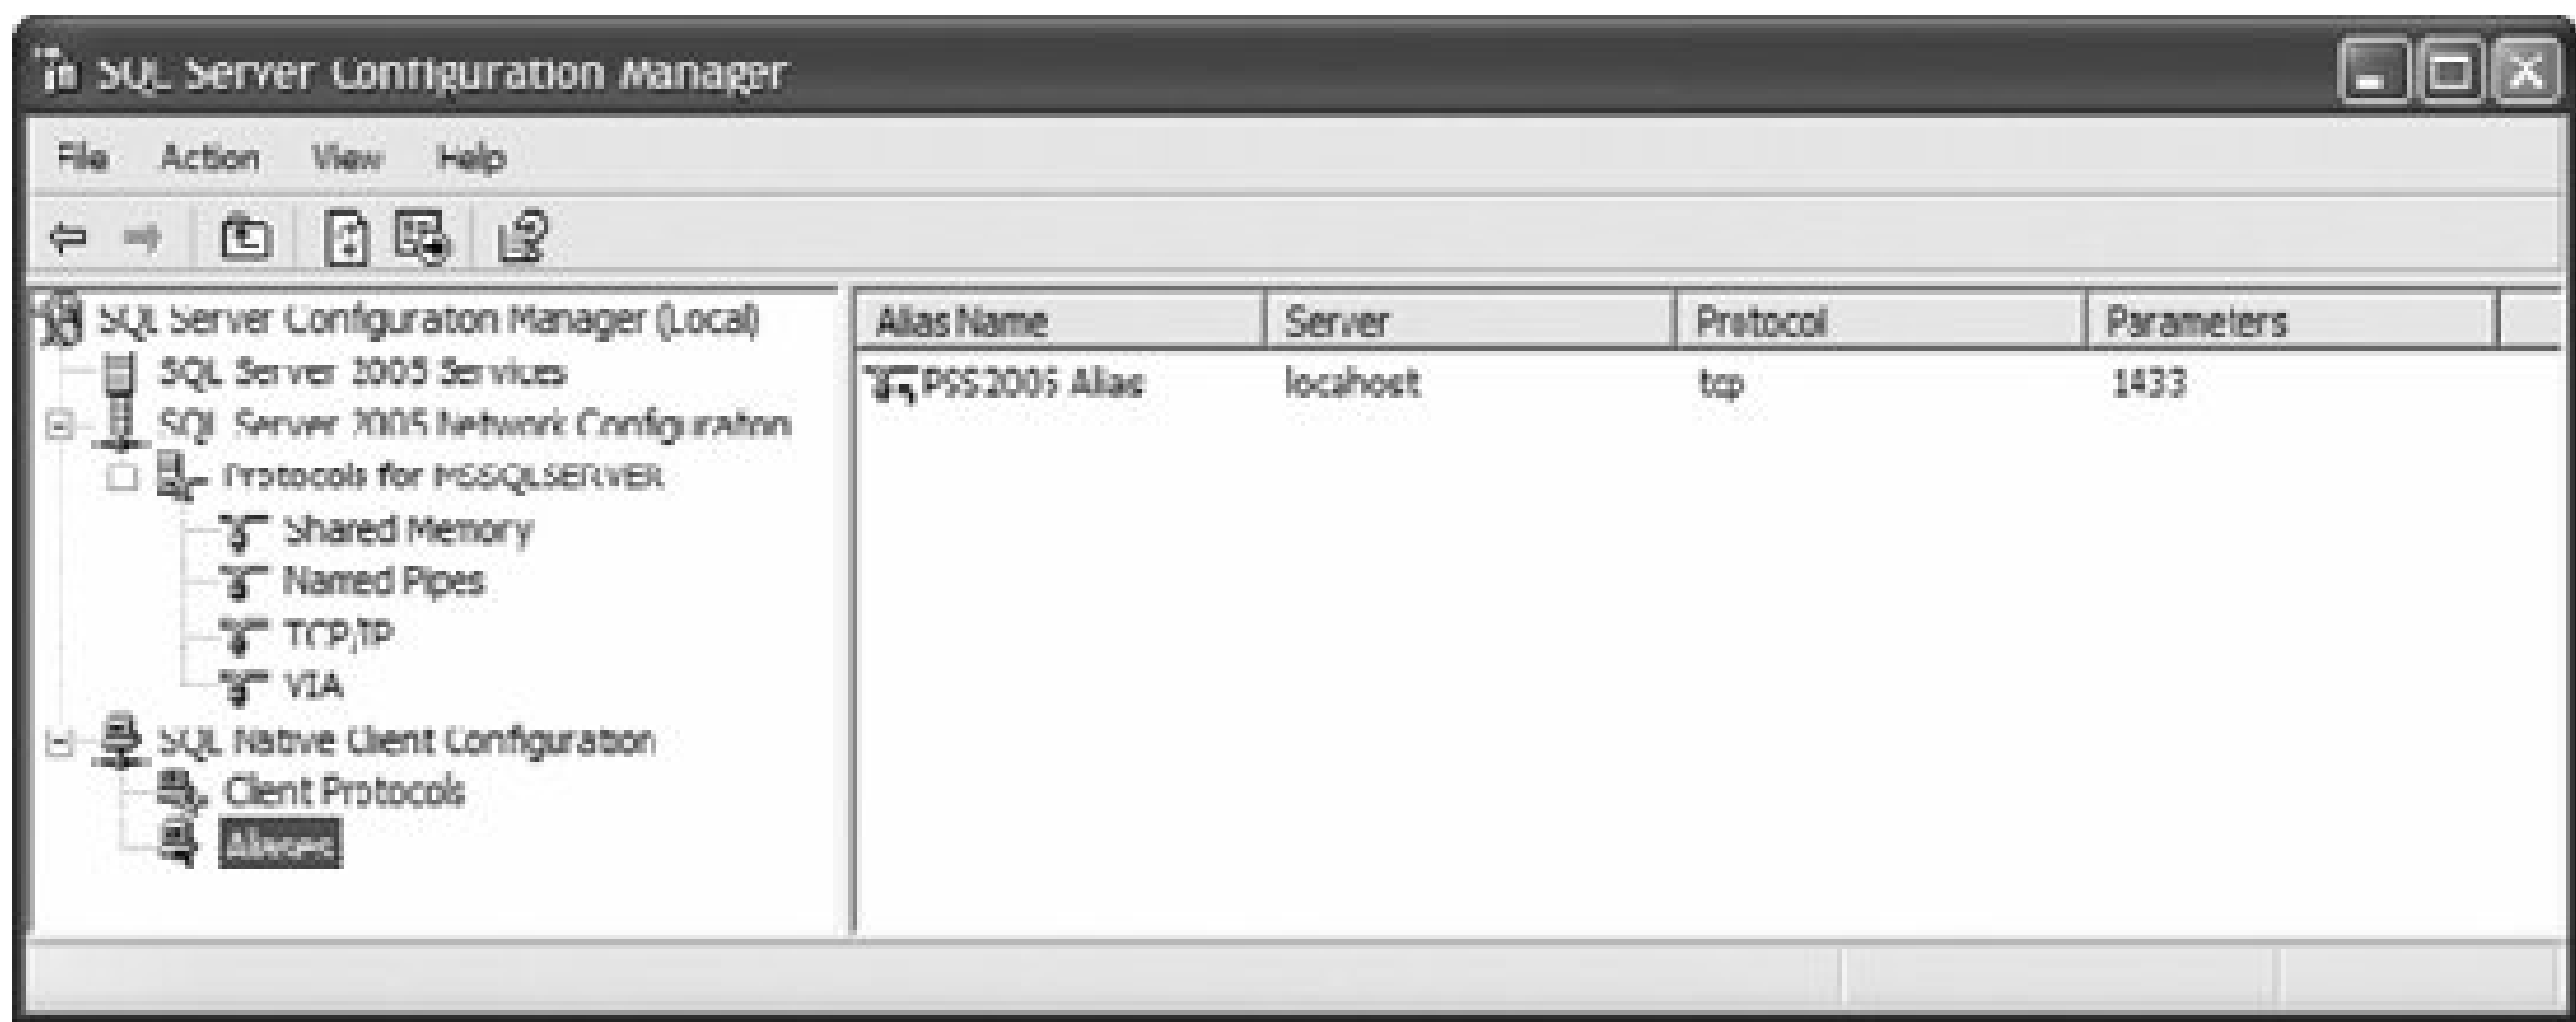 SQL Server Configuration Manager
File Action View Help
SQL Server Configuration Manager (Local)
SQL Server 2005 Services
SQL Server 2005 Network Configuration
Protocols for MSSQLSERVER
Shared Memory
Named Pipes
TCP/IP
VIA
SQL Native Client Configuration
Client Protocols
Aliases
Alias Name Server Protocol Parameters
PSS2005 Alias localhost tcp 1433